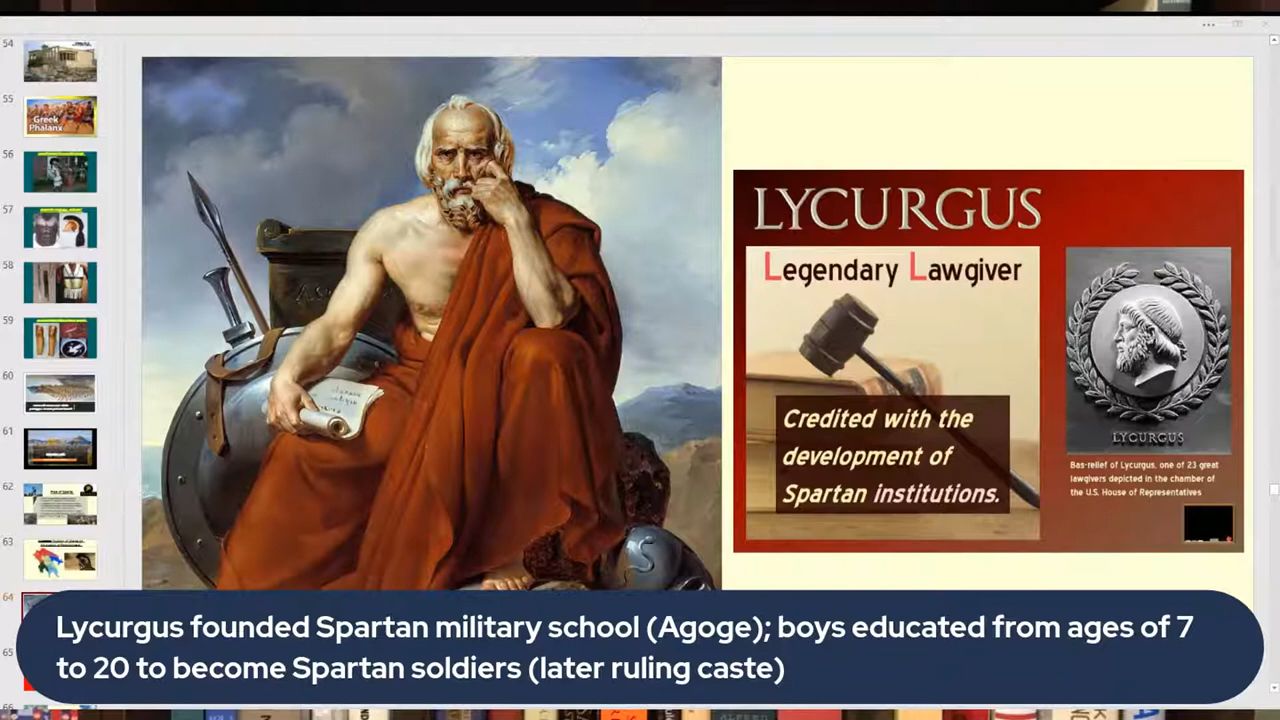 54
55
Greek
Phalanx
56
57
58
59
60
61
62
63
64
65
66
LYCURGUS
Legendary Lawgiver
Credited with the
development of
Spartan institutions.
LYCURGUS
Bas-relief of Lycurgus, one of 23 great
lawgivers depicted in the chamber of
the U.S. House of Representatives
Lycurgus founded Spartan military school (Agoge); boys educated from ages of 7
to 20 to become Spartan soldiers (later ruling caste)